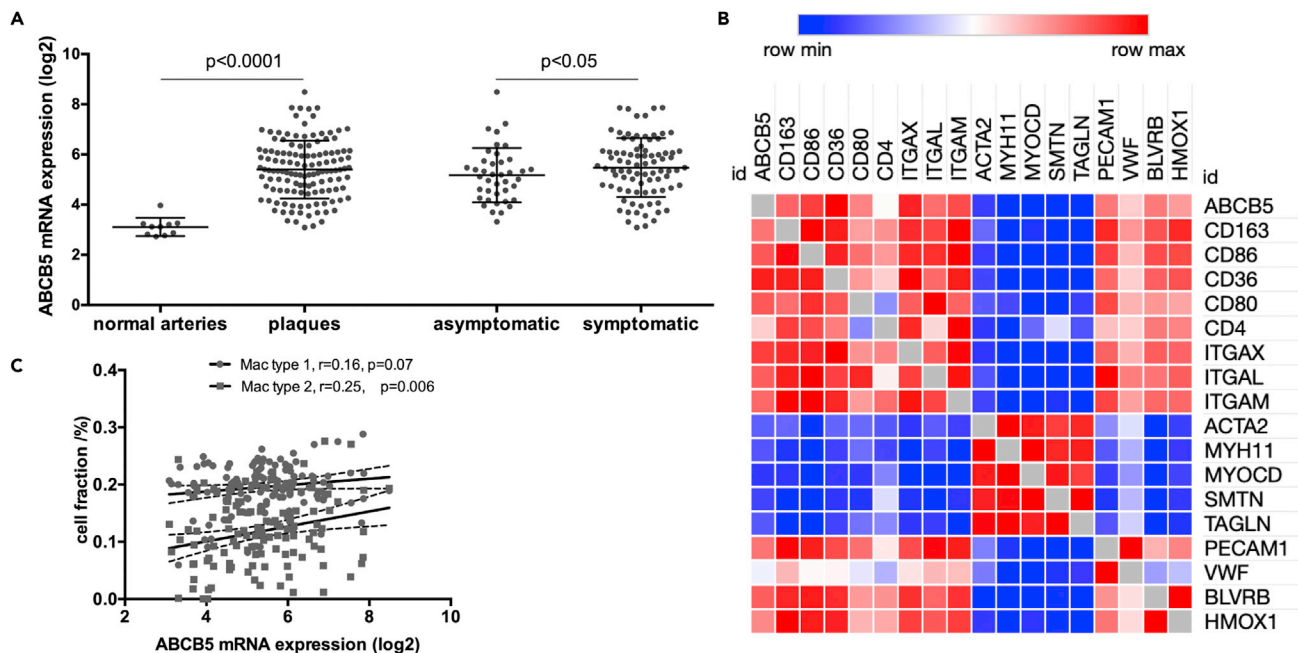 A
ABCB5 mRNA expression (log2)
10
8
6
4
2
0
p<0.0001
p<0.05
normal arteries
plaques
asymptomatic
symptomatic
B
row min
row max
id
ABCB5
CD163
CD86
CD36
CD80
CD4
ITGAX
ITGAL
ITGAM
ACTA2
MYH11
MYOCD
SMTN
TAGLN
PECAM1
VWF
BLVRB
HMOX1
id
ABCB5
CD163
CD86
CD36
CD80
CD4
ITGAX
ITGAL
ITGAM
ACTA2
MYH11
MYOCD
SMTN
TAGLN
PECAM1
VWF
BLVRB
HMOX1
C
Mac type 1, r=0.16, p=0.07
Mac type 2, r=0.25, p=0.006
cell fraction /%)
0.4
0.3
0.2
0.1
0.0
2
4
6
8
10
ABCB5 mRNA expression (log2)